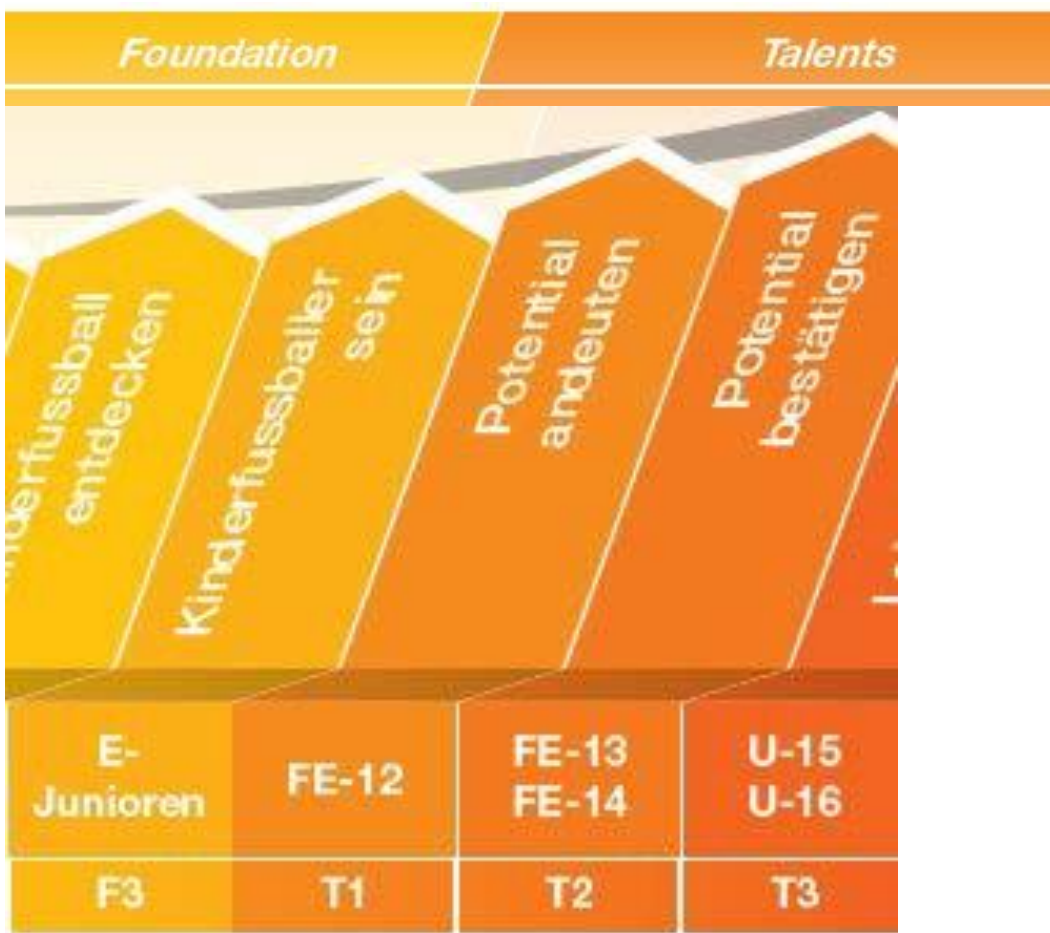 Foundation
Talents
entdecken
Kinderfussballer
sein
Potential
andeuten
Potential
bestätigen
E-
Junioren
FE-12
FE-13
FE-14
U-15
U-16
F3
T1
T2
T3